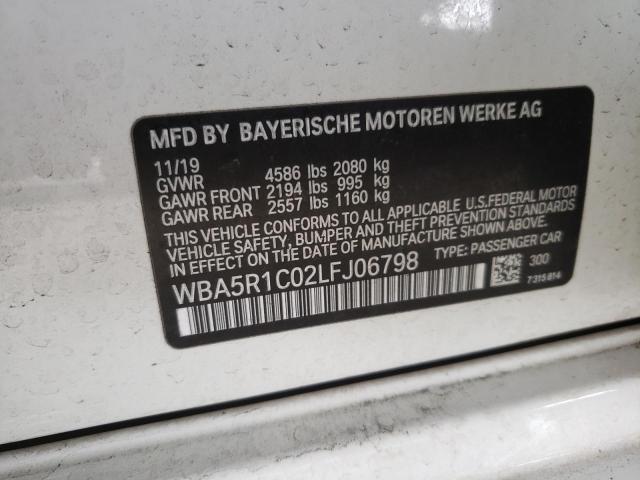 MFD BY BAYERISCHE MOTOREN WERKE AG
11/19
GVWR 4586 lbs 2080 kg
GAWR FRONT 2194 lbs 995 kg
GAWR REAR 2557 lbs 1160 kg
THIS VEHICLE CONFORMS TO ALL APPLICABLE U.S.FEDERAL MOTOR
VEHICLE SAFETY, BUMPER AND THEFT PREVENTION STANDARDS
IN EFFECT ON THE DATE OF MANUFACTURE SHOWN ABOVE.
WBA5R1C02LFJ06798 TYPE: PASSENGER CAR
300
7315814